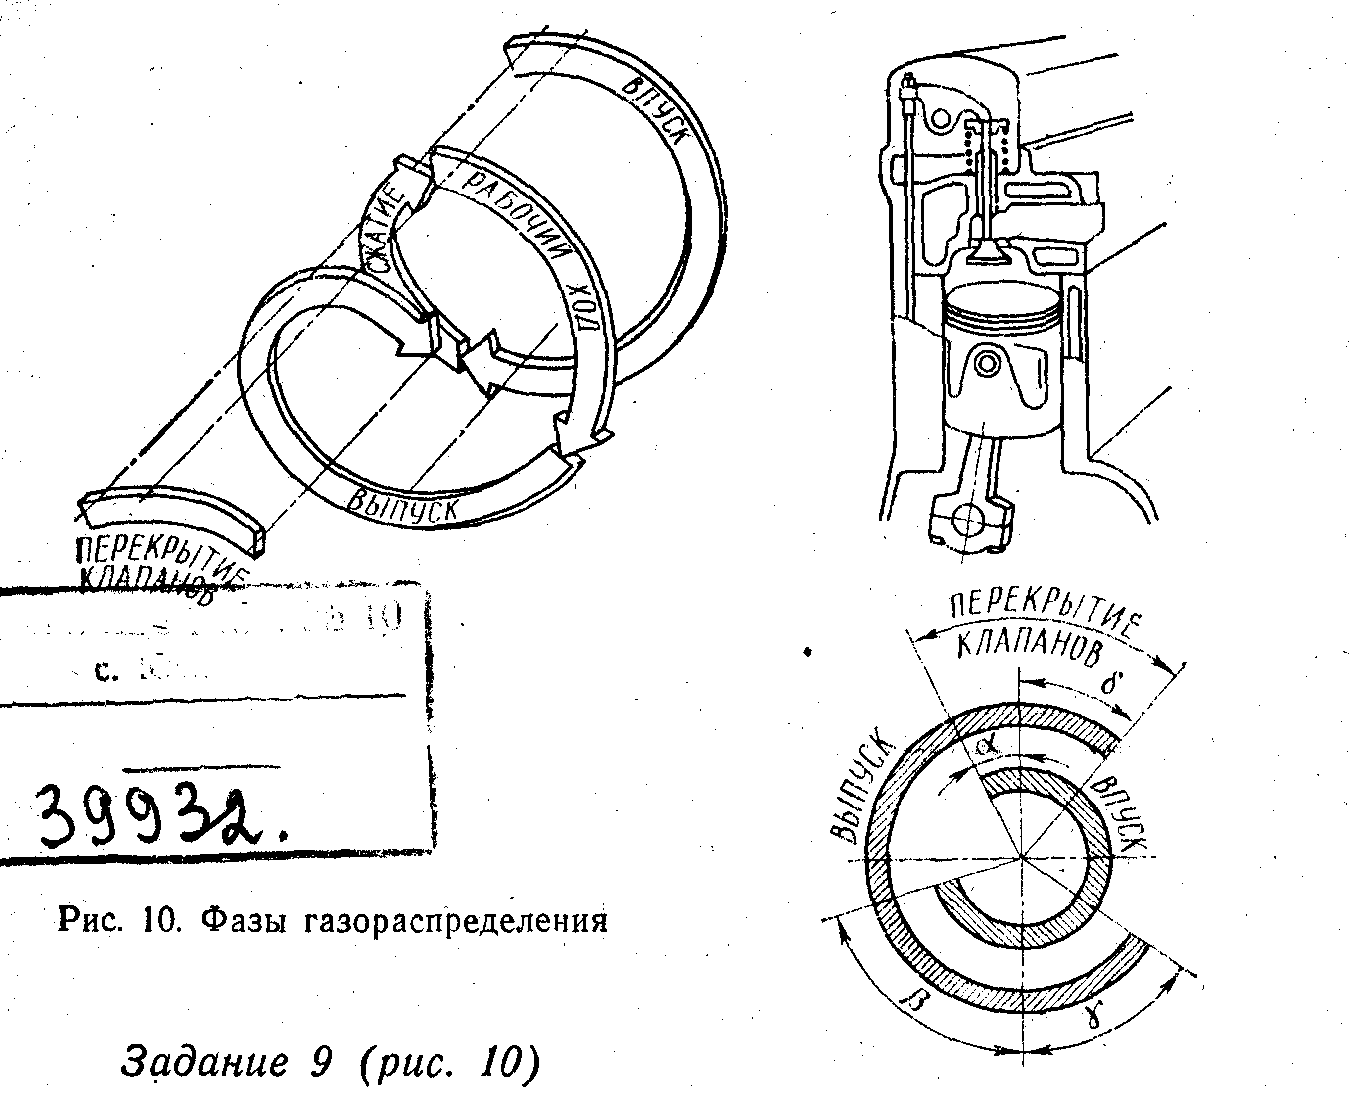 ВПУСК
СЖАТИЕ
РАБОЧИЙ ХОД
ВЫПУСК
ПЕРЕКРЫТИЕ
КЛАПАНОВ
10
с.
39932.
Рис. 10. Фазы газораспределения
ПЕРЕКРЫТИЕ
КЛАПАНОВ
δ
α
ВЫПУСК
ВПУСК
β
γ
Задание 9 (рис. 10)